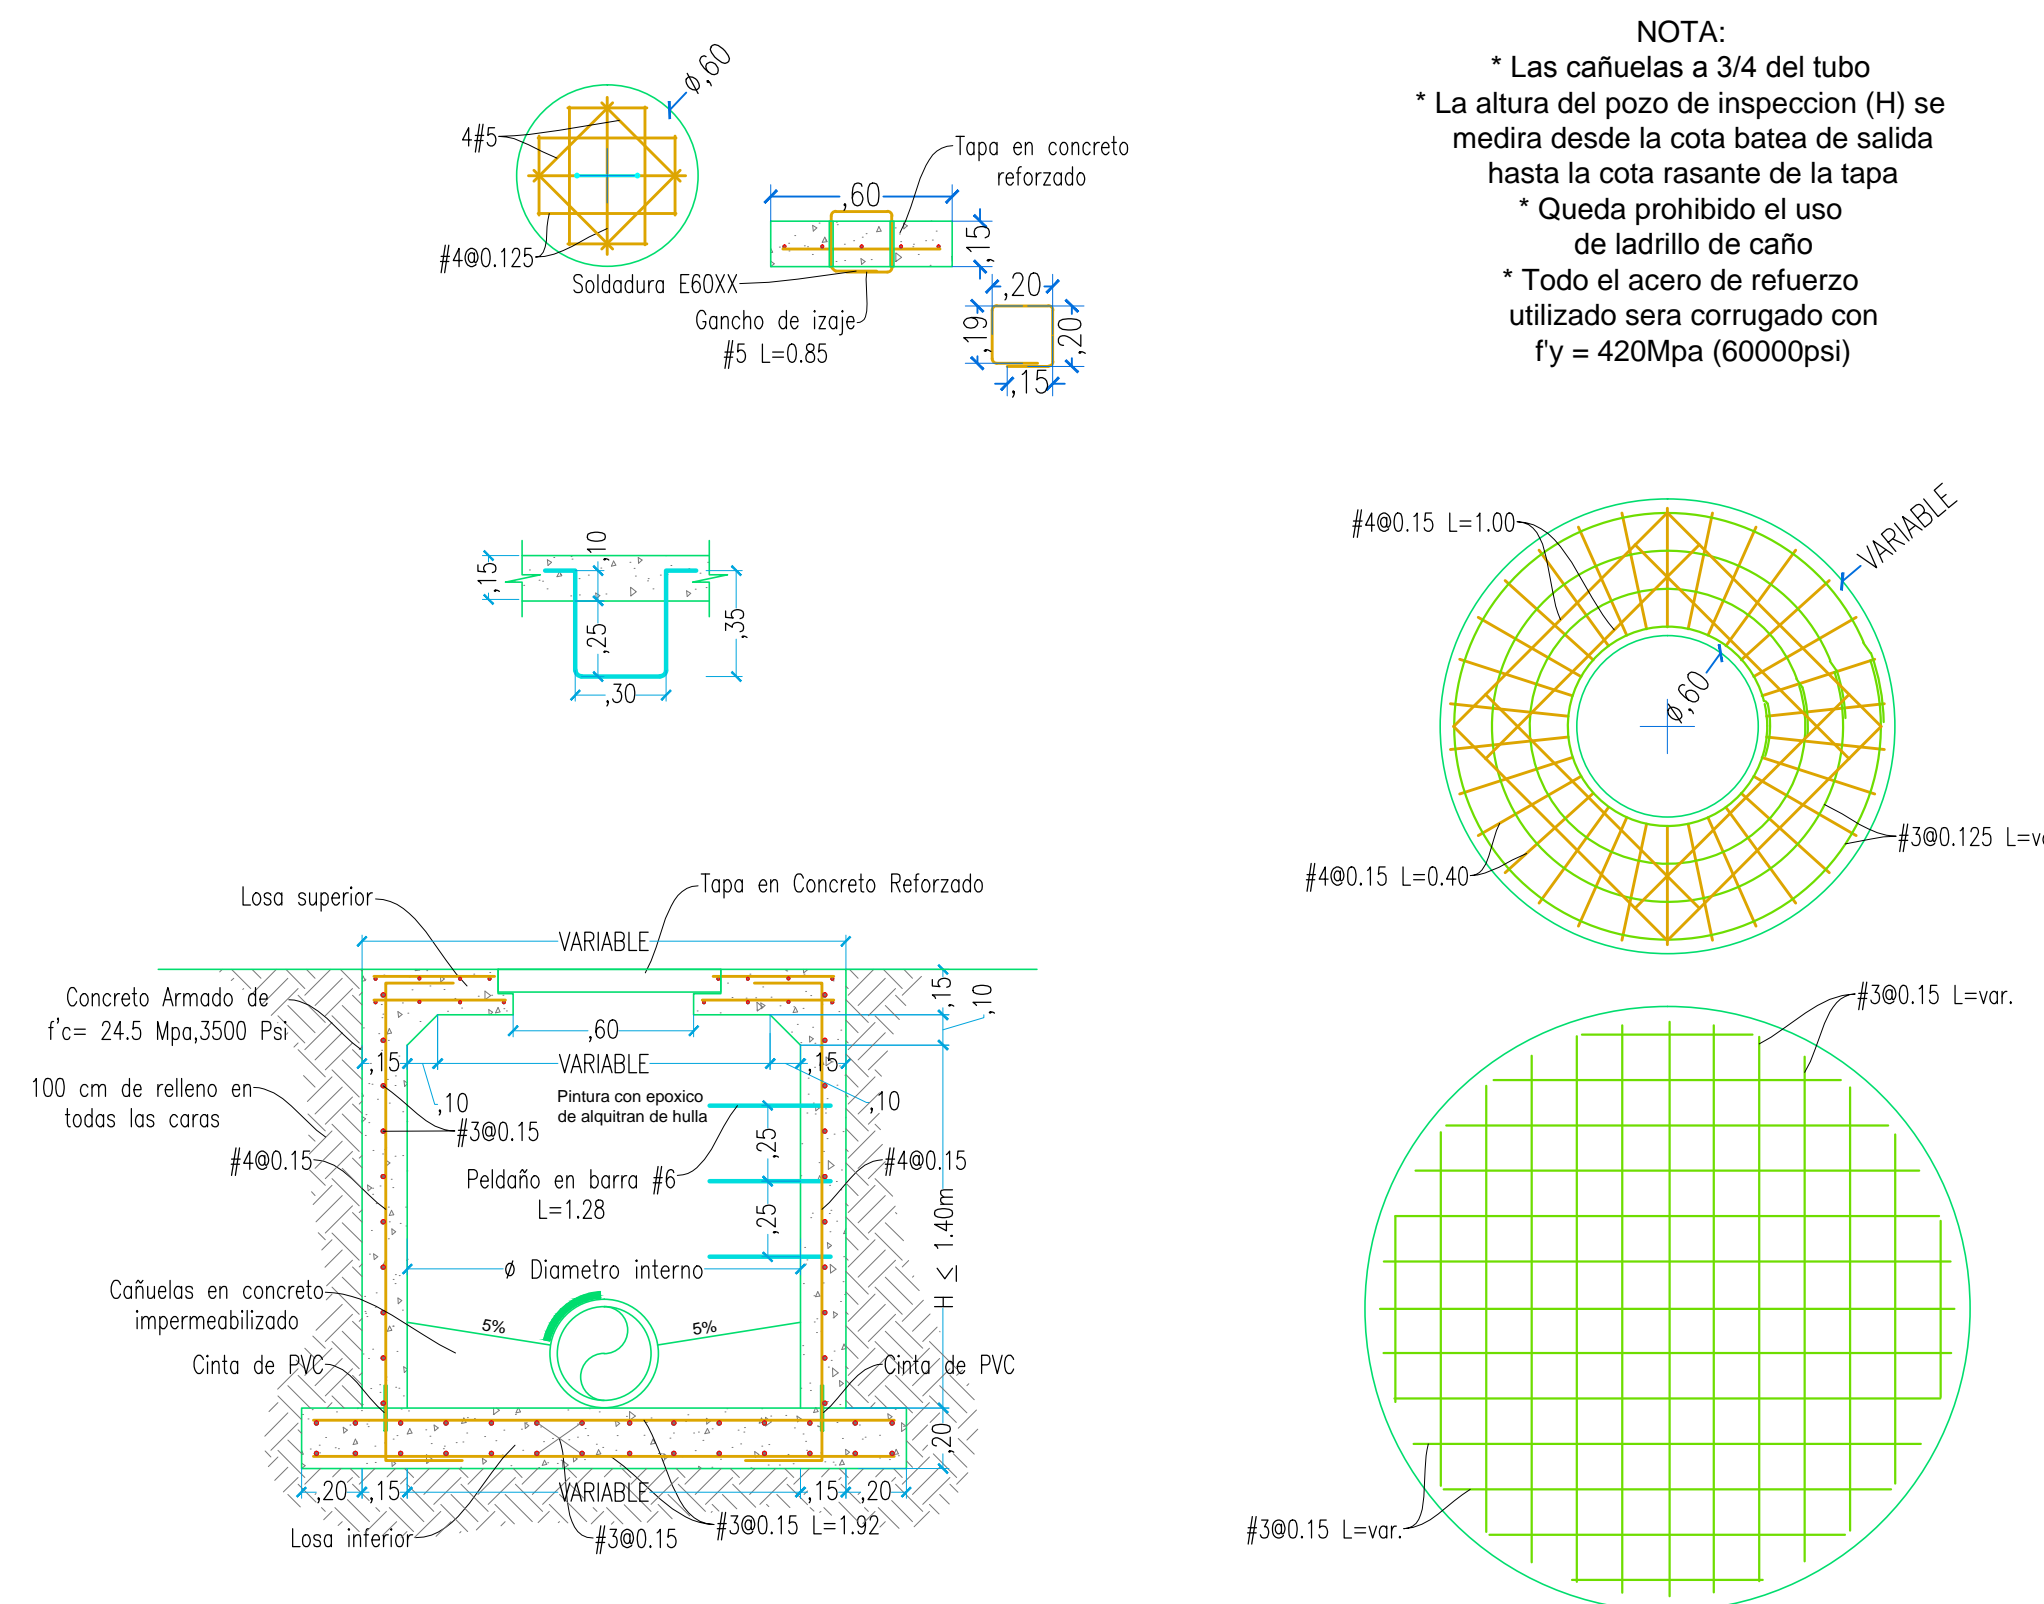 NOTA:
* Las cañuelas a 3/4 del tubo
* La altura del pozo de inspeccion (H) se
medira desde la cota batea de salida
hasta la cota rasante de la tapa
* Queda prohibido el uso
de ladrillo de caño
* Todo el acero de refuerzo
utilizado sera corrugado con
f'y = 420Mpa (60000psi)
ø,60
4#5
#4@0.125
Tapa en concreto
reforzado
,60
,15
Soldadura E60XX
Gancho de izaje
#5 L=0.85
,20
,19
,20
,15
,10
,15
,25
,35
,30
#4@0.15 L=1.00
VARIABLE
ø,60
#3@0.125 L=va
#4@0.15 L=0.40
Losa superior
Tapa en Concreto Reforzado
VARIABLE
Concreto Armado de
f'c= 24.5 Mpa,3500 Psi
,15
,10
,60
,15
VARIABLE
,15
100 cm de relleno en
todas las caras
,10
Pintura con epoxico
de alquitran de hulla
,10
#3@0.15
,25
#4@0.15
Peldaño en barra #6
L=1.28
#4@0.15
,25
H ≤ 1.40m
ø Diametro interno
Cañuelas en concreto
impermeabilizado
5%
5%
Cinta de PVC
Cinta de PVC
,20
,20
,15
VARIABLE
,15
,20
Losa inferior
#3@0.15
#3@0.15 L=1.92
#3@0.15 L=var.
#3@0.15 L=var.